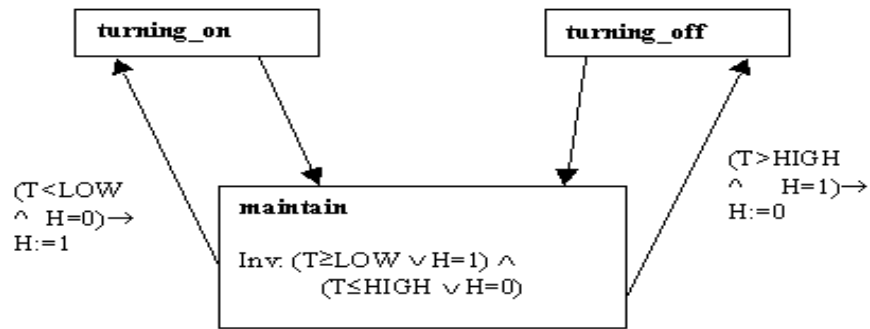 turning_on
turning_off
(T<LOW
^ H=0)→
H:=1
(T>HIGH
^ H=1)→
H:=0
maintain
Inv: (T≥LOW ∨ H=1) ^
(T≤HIGH ∨ H=0)